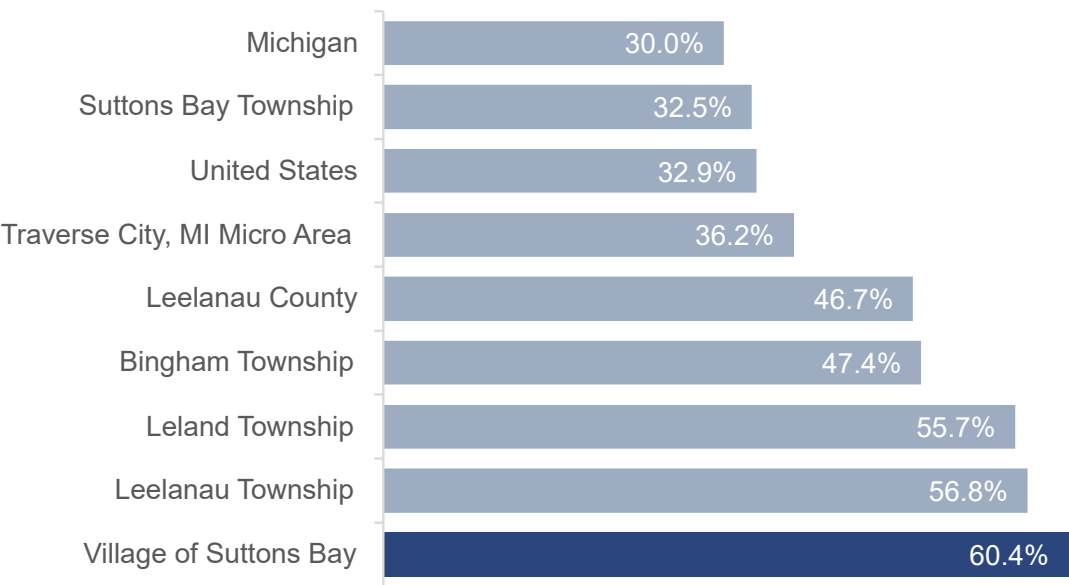 Michigan 30.0%
Suttons Bay Township 32.5%
United States 32.9%
Traverse City, MI Micro Area 36.2%
Leelanau County 46.7%
Bingham Township 47.4%
Leland Township 55.7%
Leelanau Township 56.8%
Village of Suttons Bay 60.4%